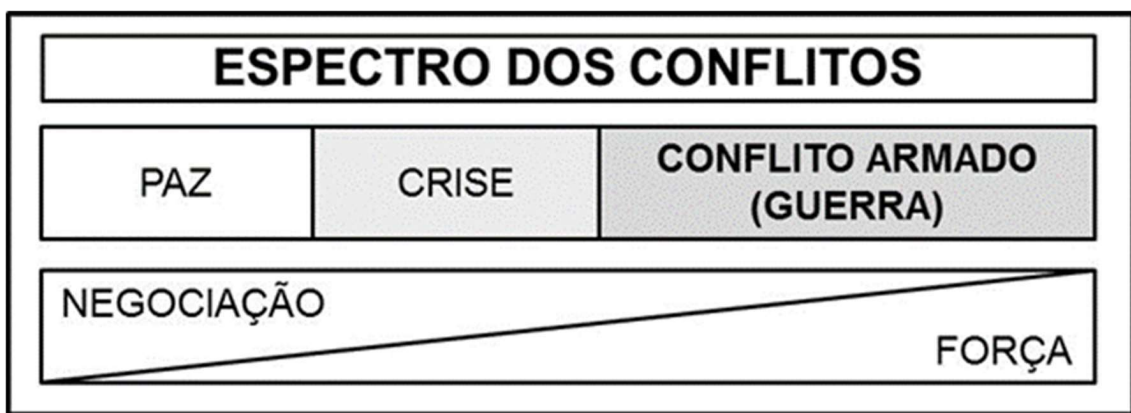 ESPECTRO DOS CONFLITOS
PAZ
CRISE
CONFLITO ARMADO
(GUERRA)
NEGOCIAÇÃO
FORÇA